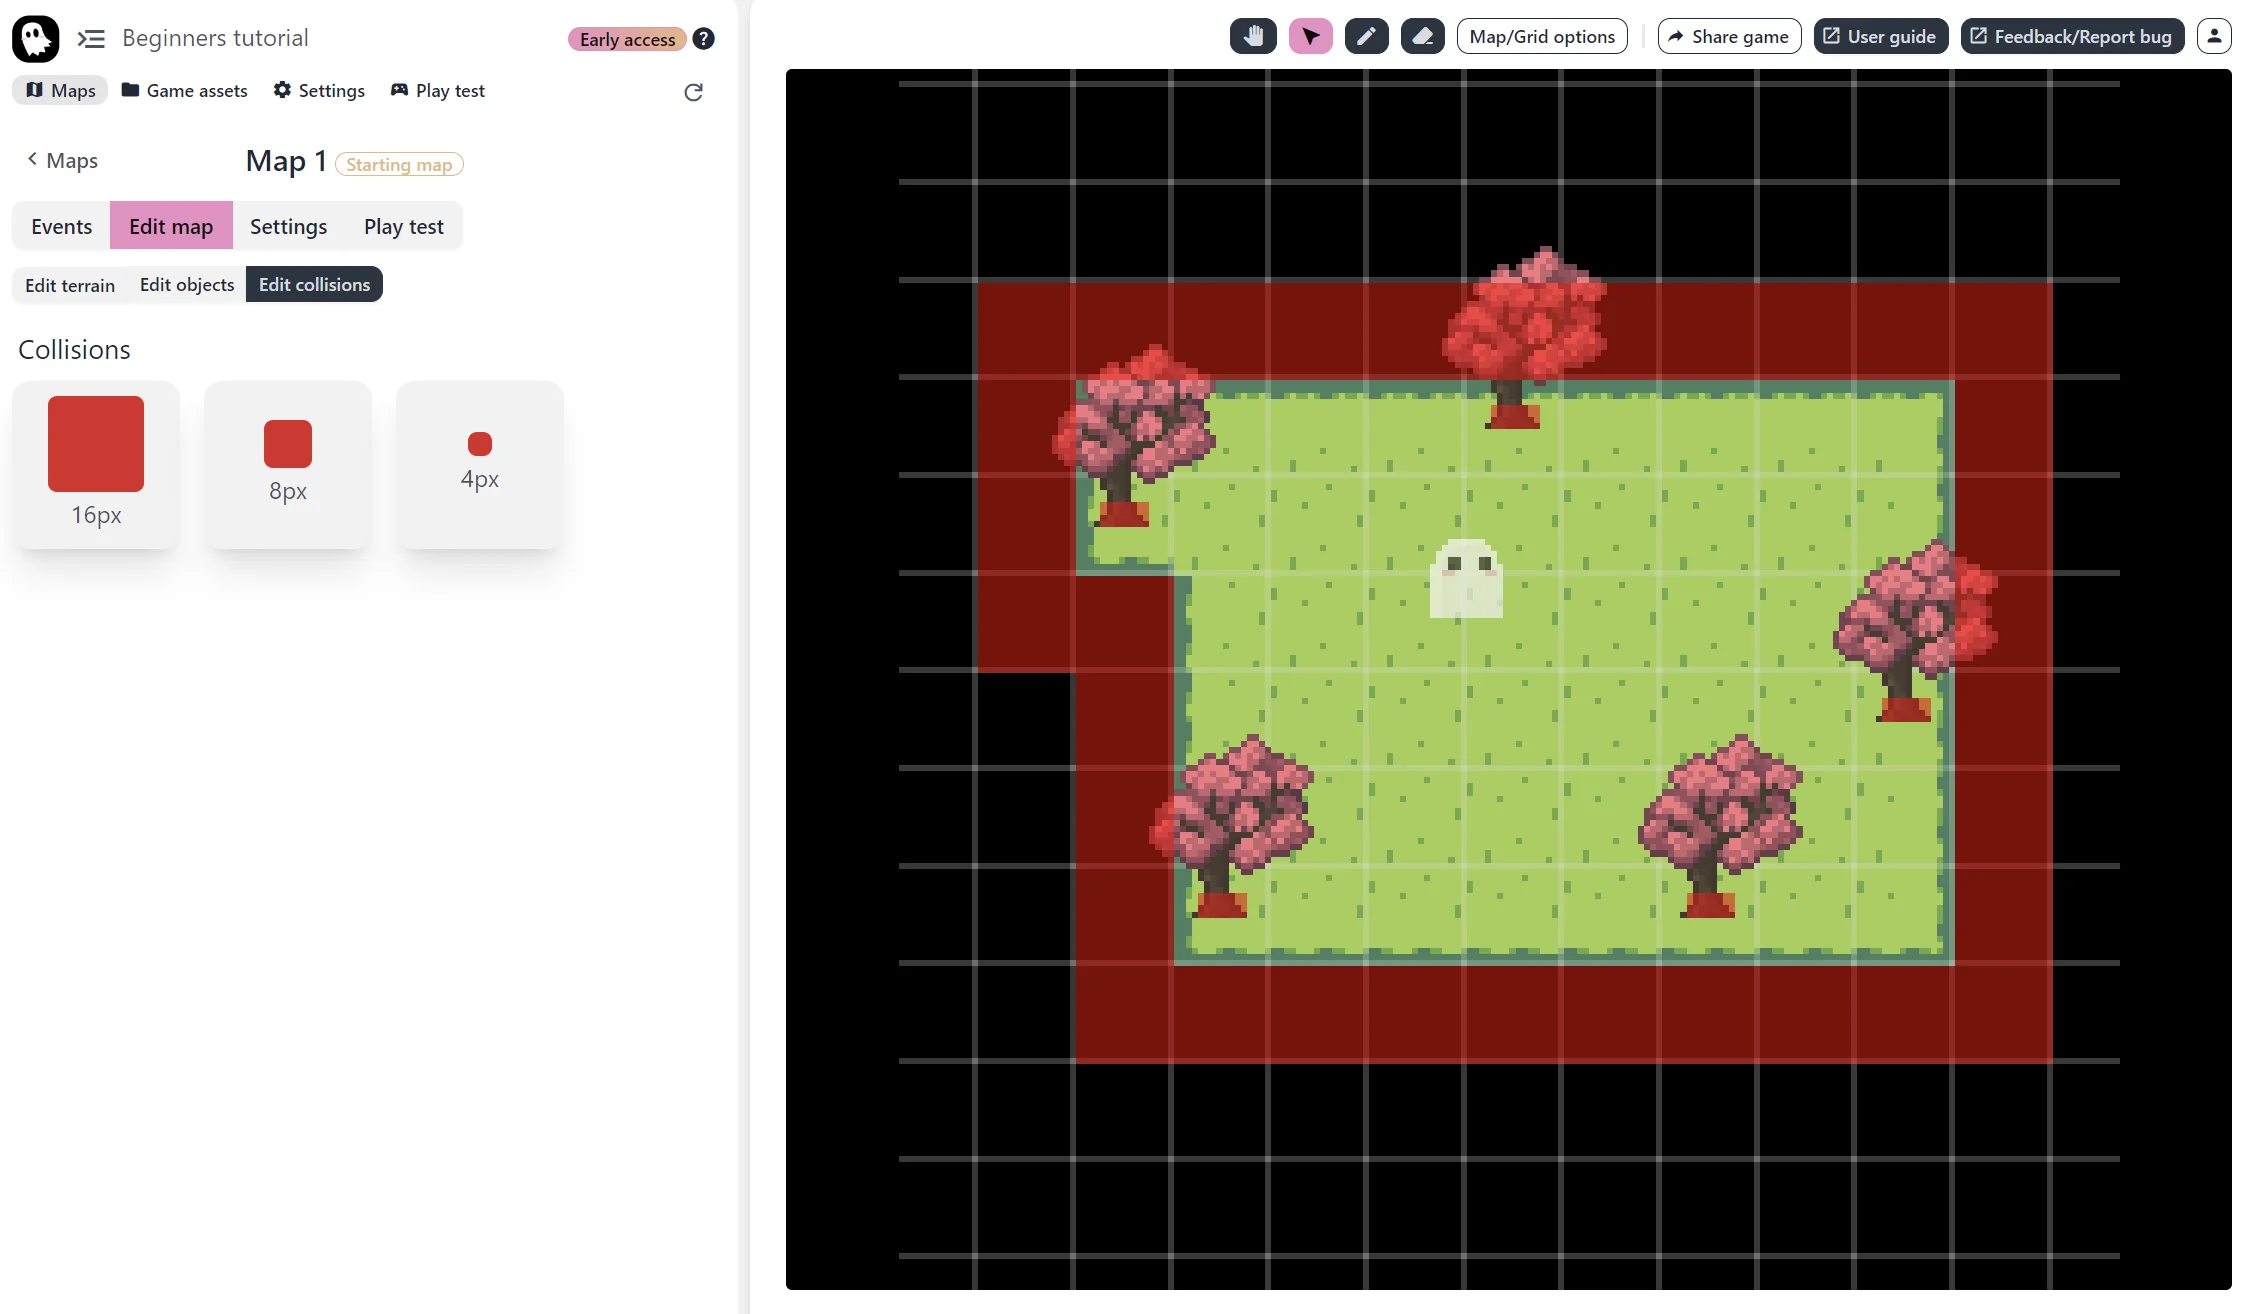 Beginners tutorial
Early access
Map/Grid options
Share game
User guide
Feedback/Report bug
Maps
Game assets
Settings
Play test
Maps
Map 1
Starting map
Events
Edit map
Settings
Play test
Edit terrain
Edit objects
Edit collisions
Collisions
16px
8px
4px